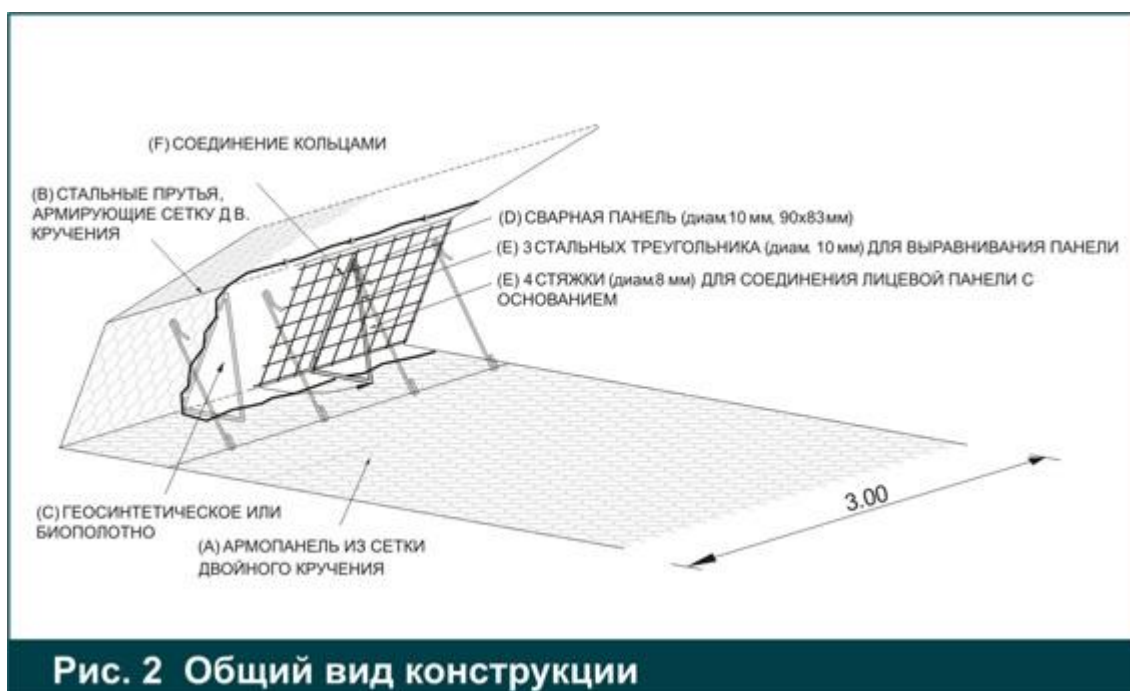 (F) СОЕДИНЕНИЕ КОЛЬЦАМИ
(B) СТАЛЬНЫЕ ПРУТЬЯ,
АРМИРУЮЩИЕ СЕТКУ Д В.
КРУЧЕНИЯ
(D) СВАРНАЯ ПАНЕЛЬ (диам.10 мм, 90x83мм)
(E) 3 СТАЛЬНЫХ ТРЕУГОЛЬНИКА (диам. 10 мм) ДЛЯ ВЫРАВНИВАНИЯ ПАНЕЛИ
(E) 4 СТЯЖКИ (диам.8 мм) ДЛЯ СОЕДИНЕНИЯ ЛИЦЕВОЙ ПАНЕЛИ С
ОСНОВАНИЕМ
3.00
(C) ГЕОСИНТЕТИЧЕСКОЕ ИЛИ
БИОПОЛОТНО
(A) АРМОПАНЕЛЬ ИЗ СЕТКИ
ДВОЙНОГО КРУЧЕНИЯ
Рис. 2 Общий вид конструкции